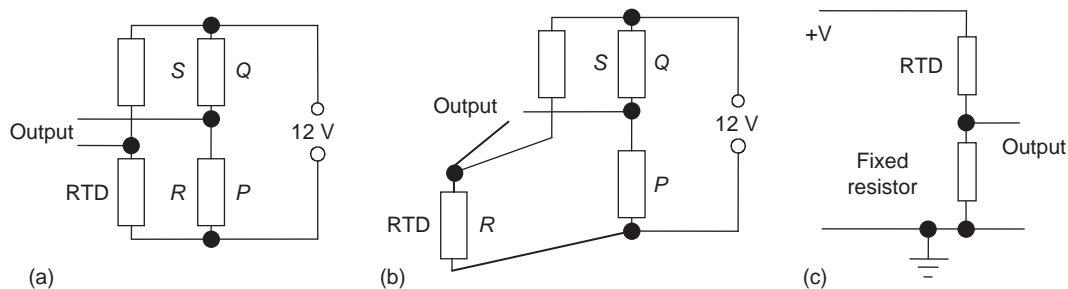 S
Q
Output
12 V
RTD
R
P
(a)
S
Q
Output
12 V
P
RTD
R
(b)
+V
RTD
Output
Fixed
resistor
(c)